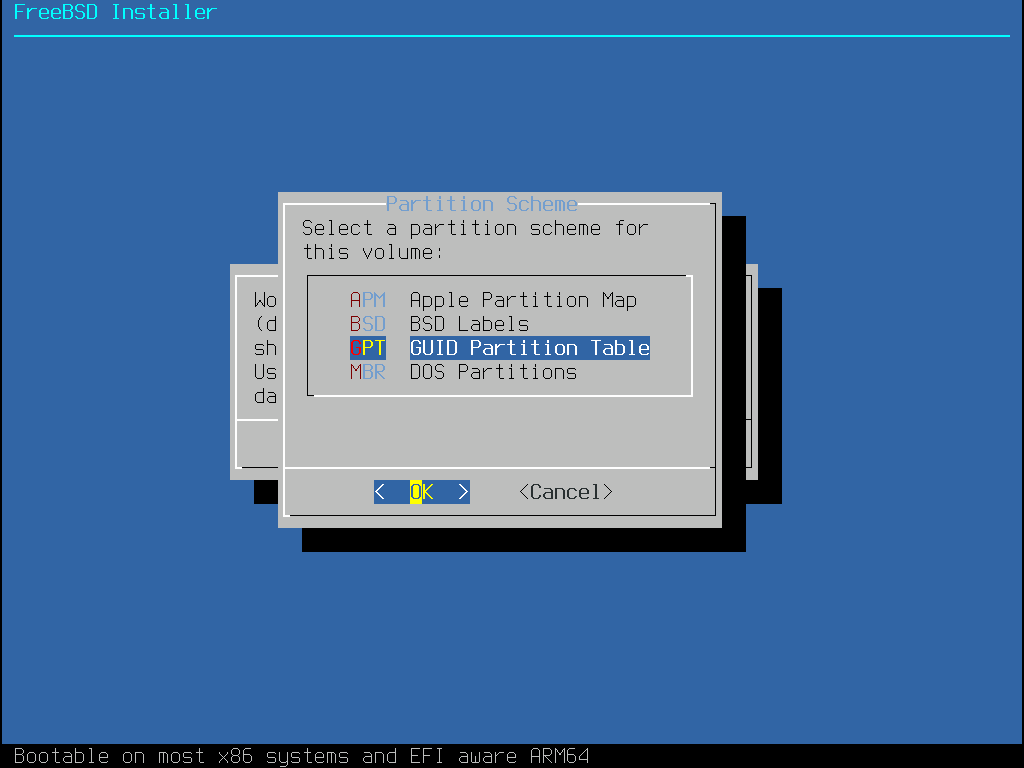 FreeBSD Installer
Partition Scheme
Select a partition scheme for
this volume:
APM Apple Partition Map
BSD BSD Labels
GPT GUID Partition Table
MBR DOS Partitions
< OK > <Cancel>
Wo
(d
sh
Us
da
Bootable on most x86 systems and EFI aware ARM64